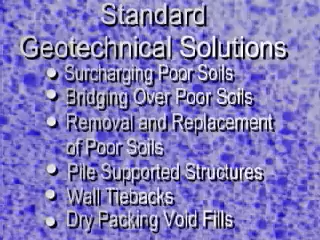 Standard
Geotechnical Solutions
• Surcharging Poor Soils
• Bridging Over Poor Soils
• Removal and Replacement
of Poor Soils
• Pile Supported Structures
• Wall Tiebacks
• Dry Packing Void Fills